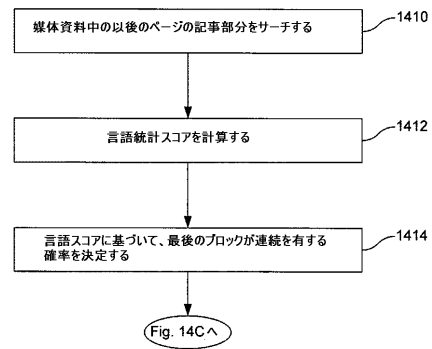 媒体資料中の以後のページの記事部分をサーチする
1410
言語統計スコアを計算する
1412
言語スコアに基づいて、最後のブロックが連続を有する
確率を決定する
1414
Fig. 14Cへ